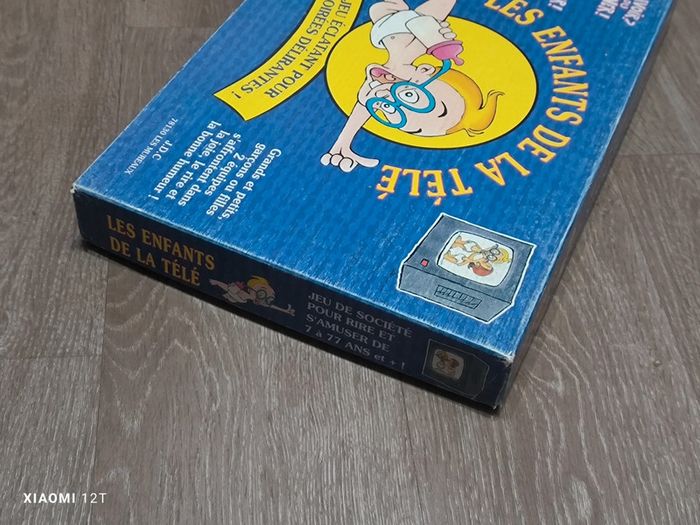 LES ENFANTS DE LA TÉLÉ
JEU ÉCLATANT POUR
SOIRÉES DÉLIRANTES !
Grands et petits,
garçons ou filles
2 équipes
s'affrontent dans
la joie, le rire et
la bonne humeur !
J.D.C
78130 LES MUREAUX
LES ENFANTS
DE LA TÉLÉ
JEU DE SOCIÉTÉ
POUR RIRE ET
S'AMUSER DE
7 à 77 ANS et + !
XIAOMI 12T